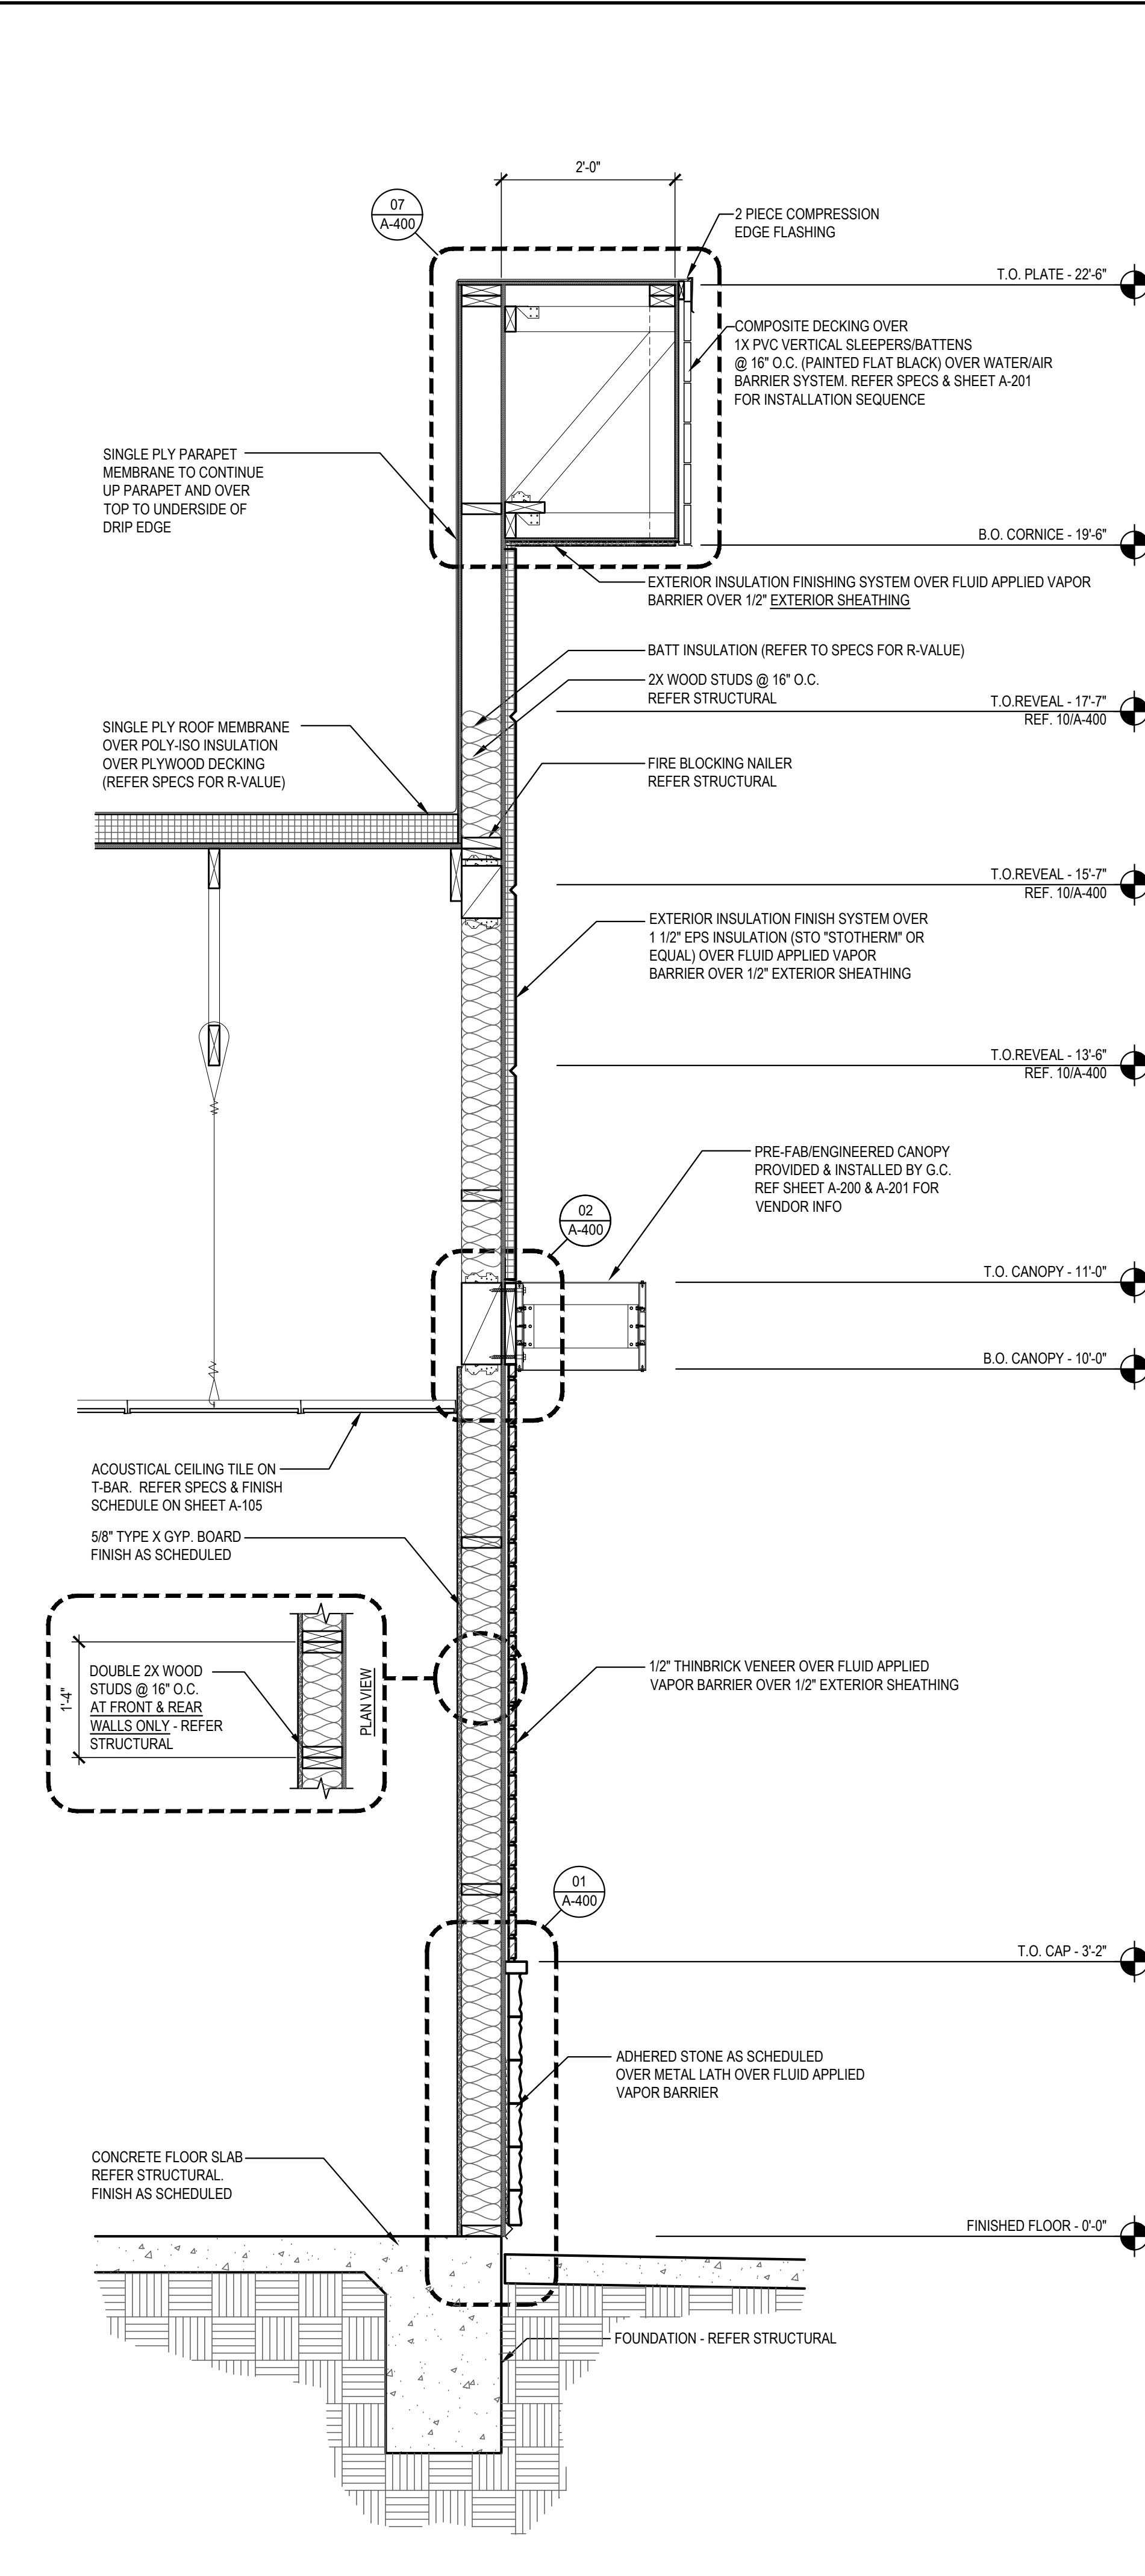 2'-0"
07
A-400
2 PIECE COMPRESSION
EDGE FLASHING
T.O. PLATE - 22'-6"
COMPOSITE DECKING OVER
1X PVC VERTICAL SLEEPERS/BATTENS
@ 16" O.C. (PAINTED FLAT BLACK) OVER WATER/AIR
BARRIER SYSTEM. REFER SPECS & SHEET A-201
FOR INSTALLATION SEQUENCE
SINGLE PLY PARAPET
MEMBRANE TO CONTINUE
UP PARAPET AND OVER
TOP TO UNDERSIDE OF
DRIP EDGE
B.O. CORNICE - 19'-6"
EXTERIOR INSULATION FINISHING SYSTEM OVER FLUID APPLIED VAPOR
BARRIER OVER 1/2" EXTERIOR SHEATHING
BATT INSULATION (REFER TO SPECS FOR R-VALUE)
2X WOOD STUDS @ 16" O.C.
REFER STRUCTURAL
T.O.REVEAL - 17'-7"
REF. 10/A-400
SINGLE PLY ROOF MEMBRANE
OVER POLY-ISO INSULATION
OVER PLYWOOD DECKING
(REFER SPECS FOR R-VALUE)
FIRE BLOCKING NAILER
REFER STRUCTURAL
T.O.REVEAL - 15'-7"
REF. 10/A-400
EXTERIOR INSULATION FINISH SYSTEM OVER
1 1/2" EPS INSULATION (STO "STOTHERM" OR
EQUAL) OVER FLUID APPLIED VAPOR
BARRIER OVER 1/2" EXTERIOR SHEATHING
T.O.REVEAL - 13'-6"
REF. 10/A-400
PRE-FAB/ENGINEERED CANOPY
PROVIDED & INSTALLED BY G.C.
REF SHEET A-200 & A-201 FOR
VENDOR INFO
02
A-400
T.O. CANOPY - 11'-0"
B.O. CANOPY - 10'-0"
ACOUSTICAL CEILING TILE ON
T-BAR. REFER SPECS & FINISH
SCHEDULE ON SHEET A-105
5/8" TYPE X GYP. BOARD
FINISH AS SCHEDULED
1'-4"
DOUBLE 2X WOOD
STUDS @ 16" O.C.
AT FRONT & REAR
WALLS ONLY - REFER
STRUCTURAL
PLAN VIEW
1/2" THINBRICK VENEER OVER FLUID APPLIED
VAPOR BARRIER OVER 1/2" EXTERIOR SHEATHING
01
A-400
T.O. CAP - 3'-2"
ADHERED STONE AS SCHEDULED
OVER METAL LATH OVER FLUID APPLIED
VAPOR BARRIER
CONCRETE FLOOR SLAB
REFER STRUCTURAL.
FINISH AS SCHEDULED
FINISHED FLOOR - 0'-0"
FOUNDATION - REFER STRUCTURAL